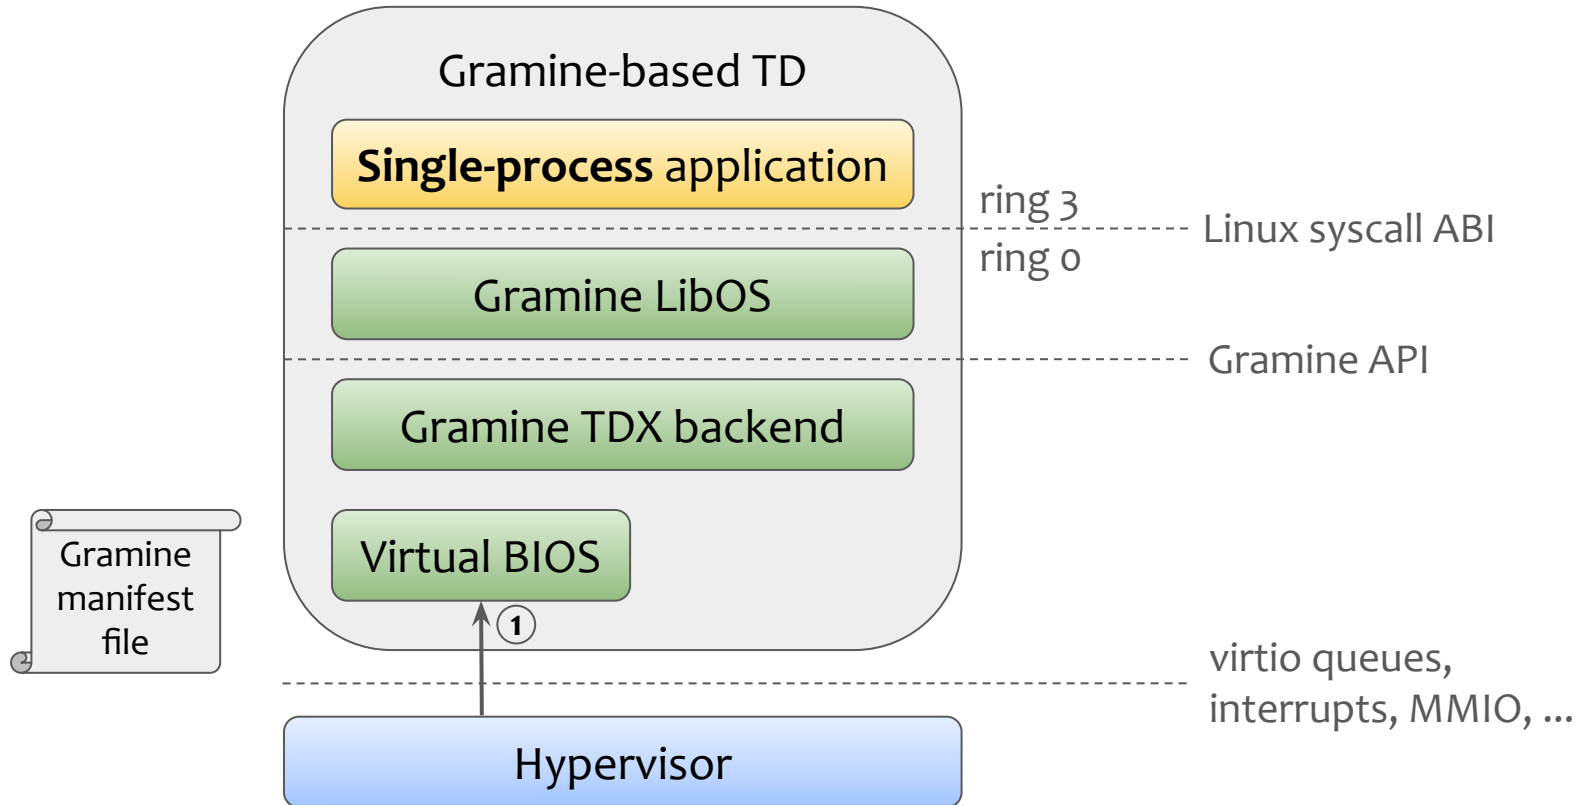 Gramine-based TD
Single-process application
ring 3
Linux syscall ABI
ring 0
Gramine LibOS
Gramine API
Gramine TDX backend
Gramine
manifest
file
Virtual BIOS
1
virtio queues,
interrupts, MMIO, ...
Hypervisor